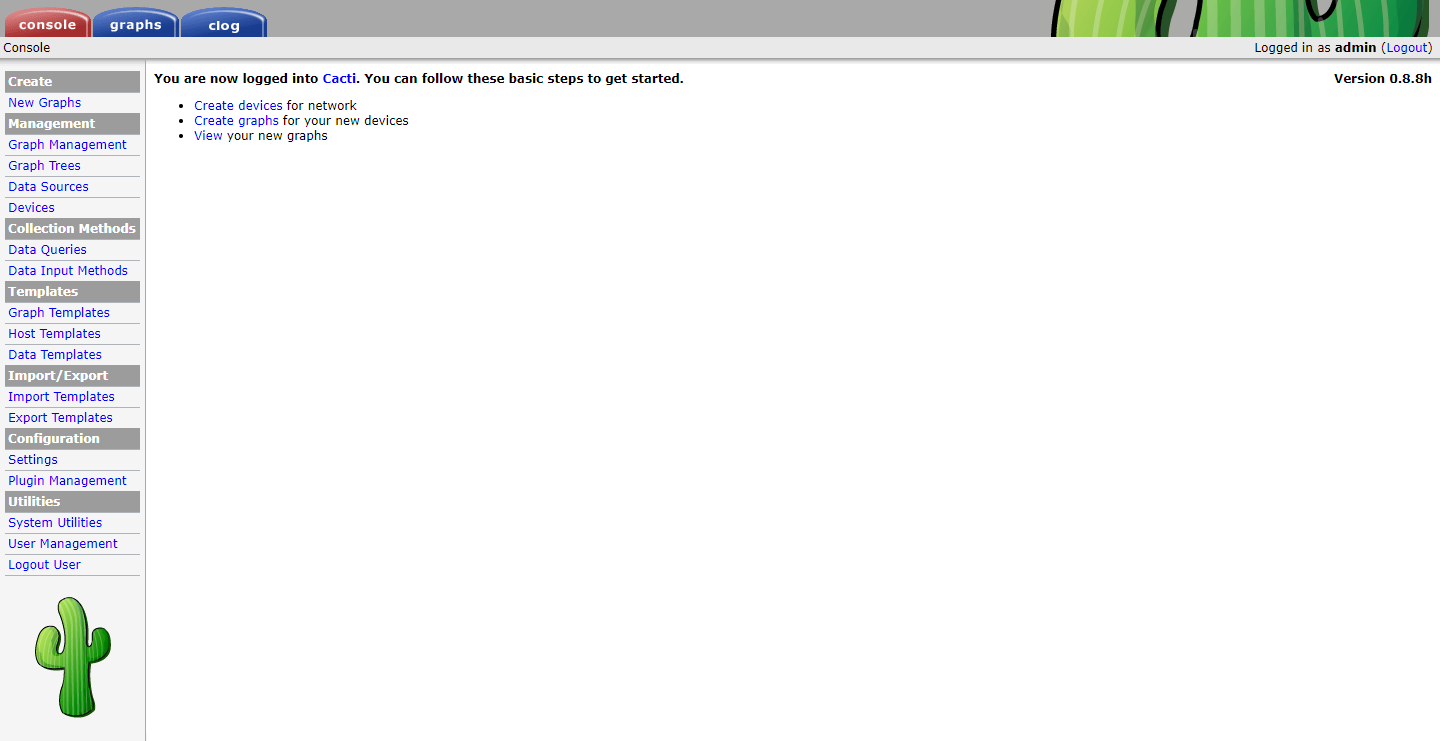 console graphs clog
Console Logged in as admin (Logout)
Create
New Graphs
Management
Graph Management
Graph Trees
Data Sources
Devices
Collection Methods
Data Queries
Data Input Methods
Templates
Graph Templates
Host Templates
Data Templates
Import/Export
Import Templates
Export Templates
Configuration
Settings
Plugin Management
Utilities
System Utilities
User Management
Logout User
You are now logged into Cacti. You can follow these basic steps to get started. Version 0.8.8h
• Create devices for network
• Create graphs for your new devices
• View your new graphs